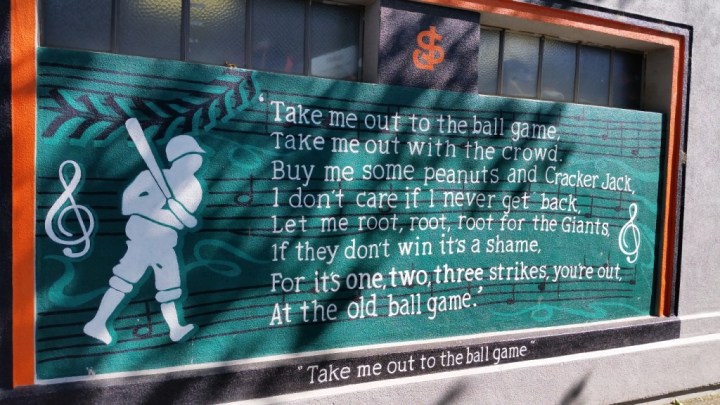 SF
'Take me out to the ball game,
Take me out with the crowd.
Buy me some peanuts and Cracker Jack,
I don't care if I never get back,
Let me root, root, root for the Giants,
If they don't win it's a shame,
For it's one, two, three strikes, you're out,
At the old ball game.'
"Take me out to the ball game"